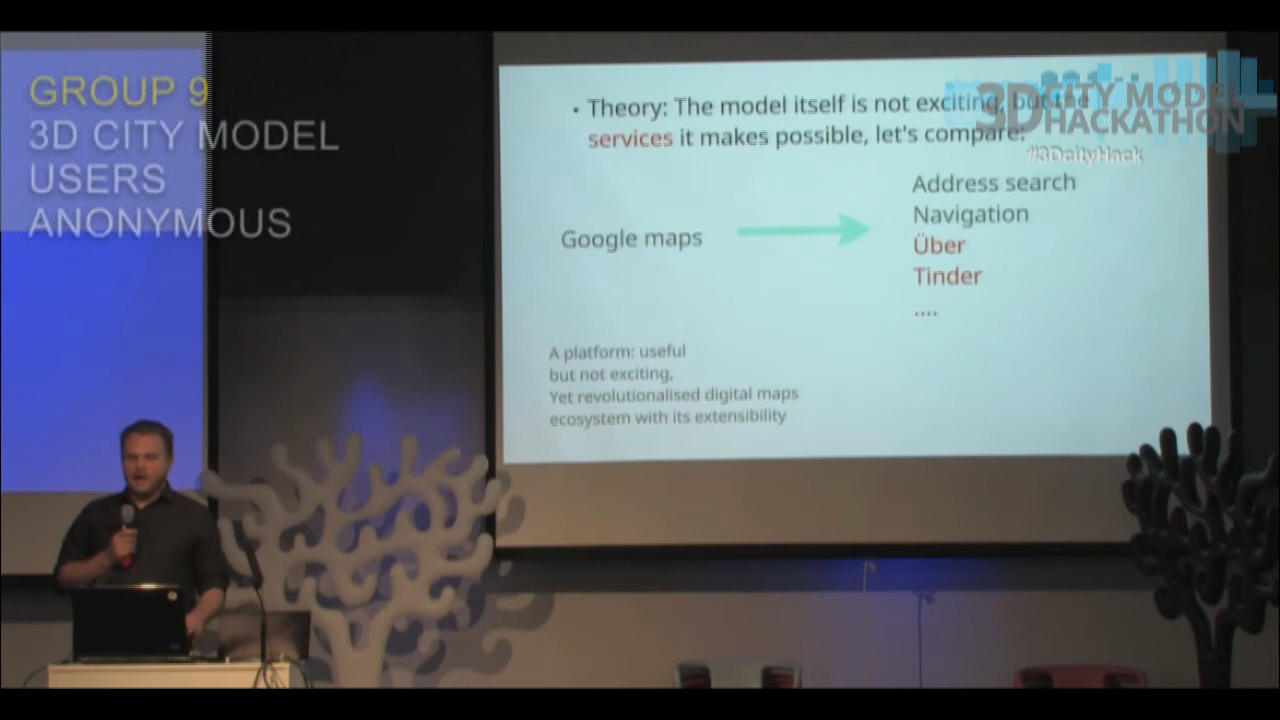 GROUP 9
3D CITY MODEL
USERS
ANONYMOUS
3D CITY MODEL
HACKATHON
#3DcityHack
• Theory: The model itself is not exciting, but the
services it makes possible, let's compare:
Google maps
Address search
Navigation
Über
Tinder
....
A platform: useful
but not exciting,
Yet revolutionalised digital maps
ecosystem with its extensibility